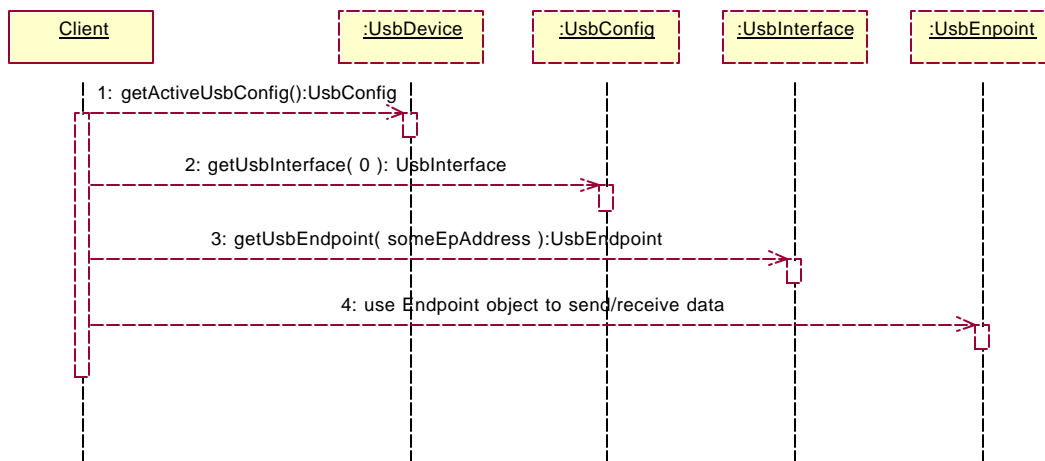 Client
:UsbDevice
:UsbConfig
:UsbInterface
:UsbEnpoint
1: getActiveUsbConfig():UsbConfig
2: getUsbInterface( 0 ): UsbInterface
3: getUsbEndpoint( someEpAddress ):UsbEndpoint
4: use Endpoint object to send/receive data